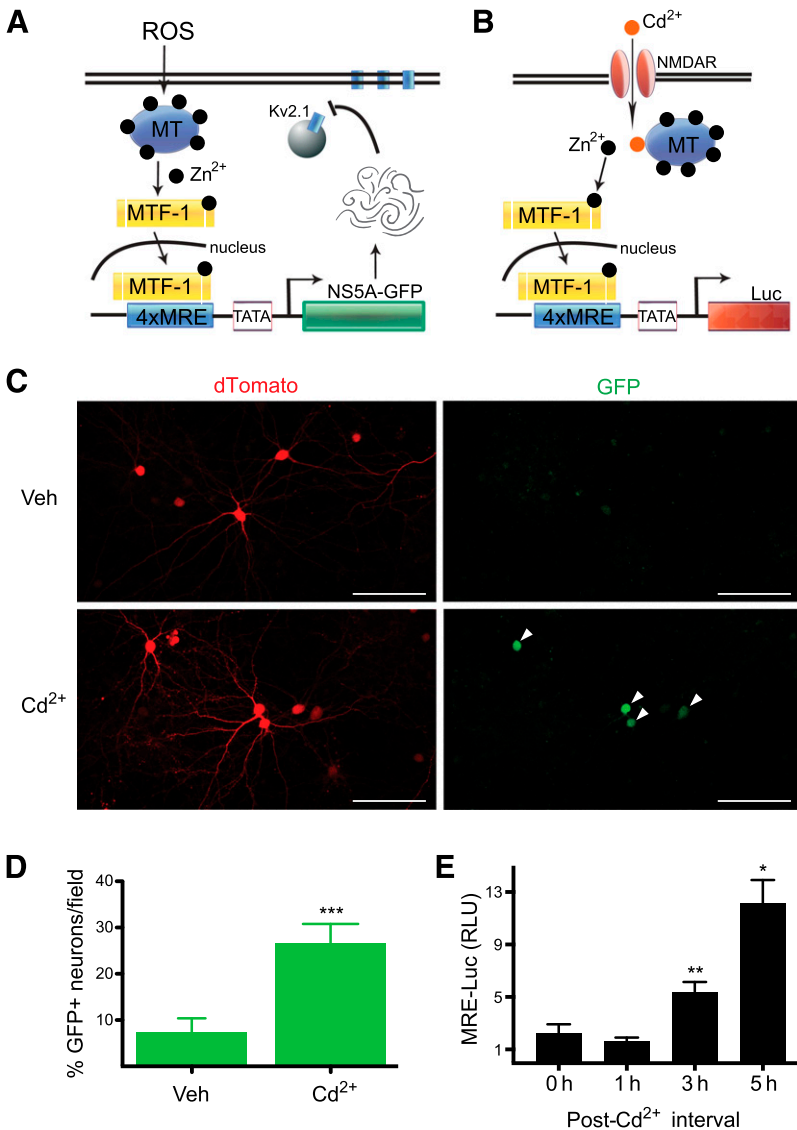 A
ROS
MT
Zn2+
MTF-1
nucleus
MTF-1
4xMRE
TATA
NS5A-GFP
Kv2.1
B
Cd2+
NMDAR
Zn2+
MT
MTF-1
nucleus
MTF-1
4xMRE
TATA
Luc
C
dTomato
GFP
Veh
Cd2+
D
% GFP+ neurons/field
40
30
20
10
***
Veh
Cd2+
E
MRE-Luc (RLU)
13
9
5
1
**
*
0 h 1 h 3 h 5 h
Post-Cd2+ interval